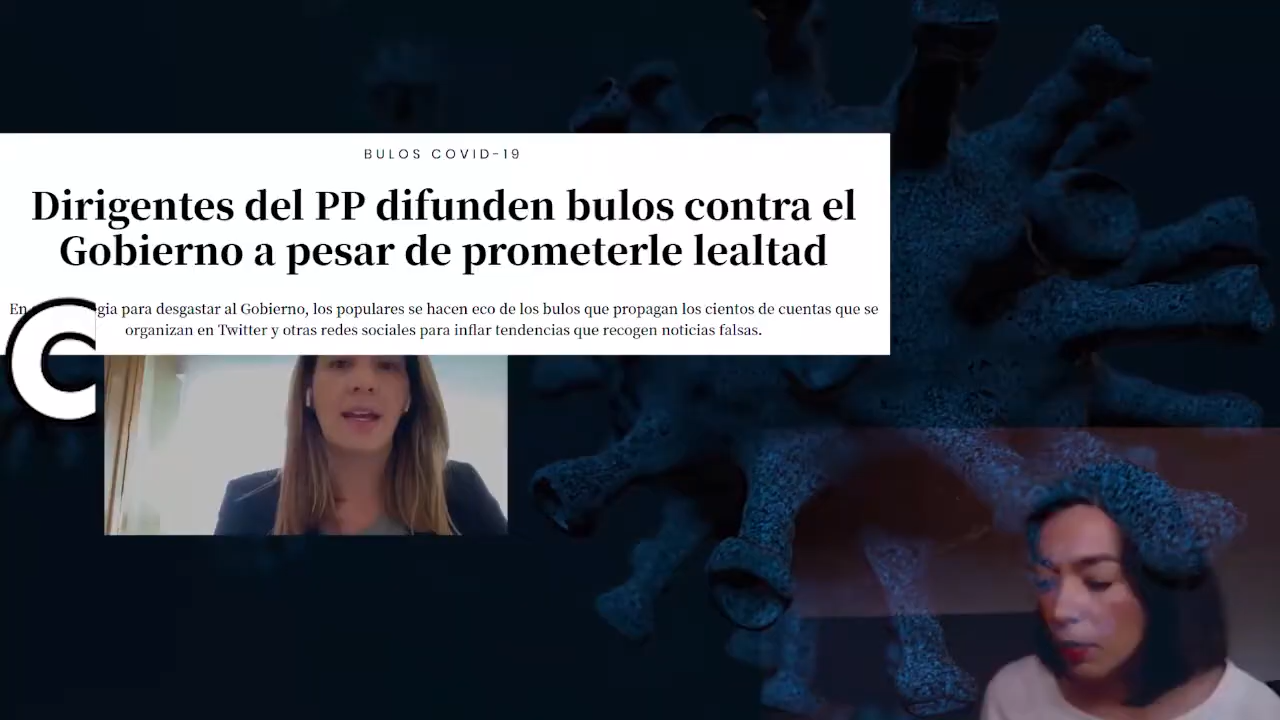 BULOS COVID-19
Dirigentes del PP difunden bulos contra el
Gobierno a pesar de prometerle lealtad
En gia para desgastar al Gobierno, los populares se hacen eco de los bulos que propagan los cientos de cuentas que se
organizan en Twitter y otras redes sociales para inflar tendencias que recogen noticias falsas.
C